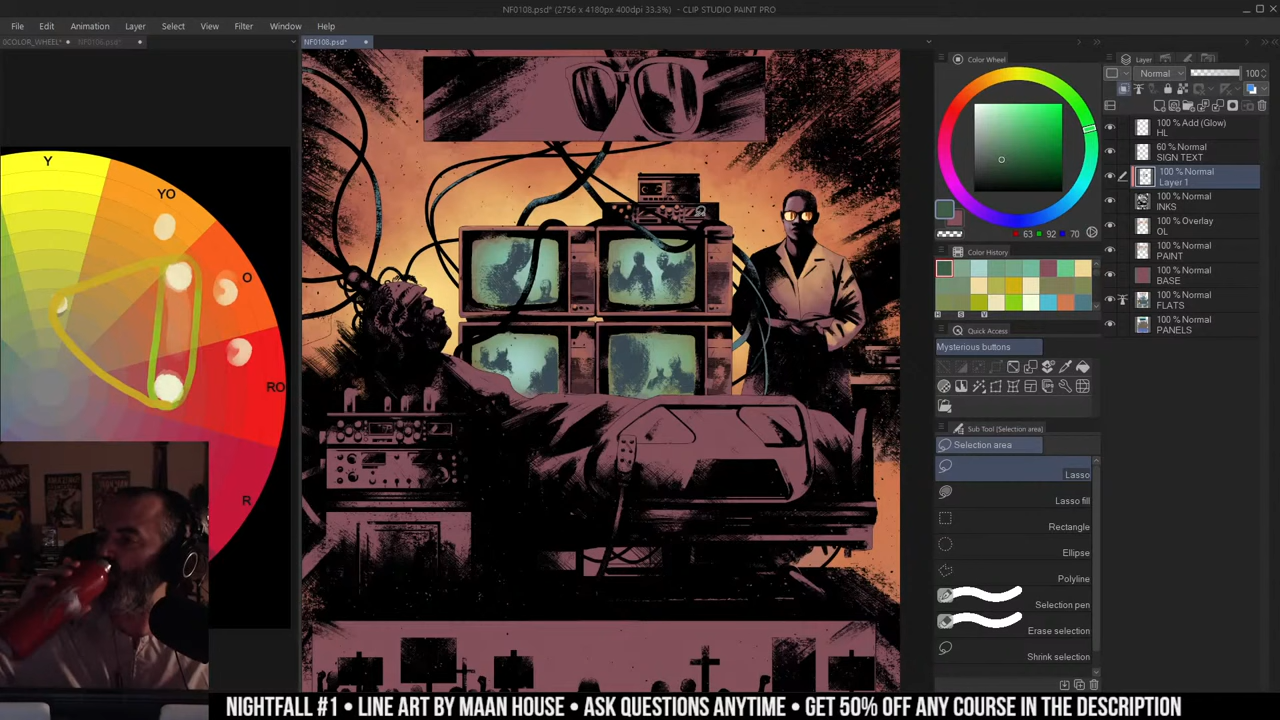 NF0108.psd* (2756 x 4180px 400dpi 33.3%) - CLIP STUDIO PAINT PRO
File Edit Animation Layer Select View Filter Window Help
0COLOR_WHEEL* NF0106.psd* NF0108.psd*
Y
YO
O
RO
R
Color Wheel
63 92 70
Color History
H S V
Quick Access
Mysterious buttons
Sub Tool (Selection area)
Selection area
Lasso
Lasso fill
Rectangle
Ellipse
Polyline
Selection pen
Erase selection
Shrink selection
Layer
Normal 100
100 % Add (Glow)
HL
60 % Normal
SIGN TEXT
100 % Normal
Layer 1
100 % Normal
INKS
100 % Overlay
OL
100 % Normal
PAINT
100 % Normal
BASE
100 % Normal
FLATS
100 % Normal
PANELS
NIGHTFALL #1 • LINE ART BY MAAN HOUSE • ASK QUESTIONS ANYTIME • GET 50% OFF ANY COURSE IN THE DESCRIPTION